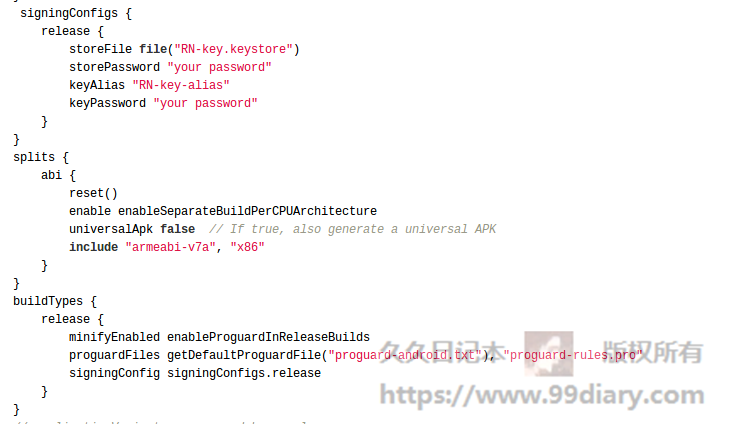 signingConfigs {
release {
storeFile file("RN-key.keystore")
storePassword "your password"
keyAlias "RN-key-alias"
keyPassword "your password"
}
}
splits {
abi {
reset()
enable enableSeparateBuildPerCPUArchitecture
universalApk false  // If true, also generate a universal APK
include "armeabi-v7a", "x86"
}
}
buildTypes {
release {
minifyEnabled enableProguardInReleaseBuilds
proguardFiles getDefaultProguardFile("proguard-android.txt"), "proguard-rules.pro"
signingConfig signingConfigs.release
}
}
久久日记本 版权所有
https://www.99diary.com